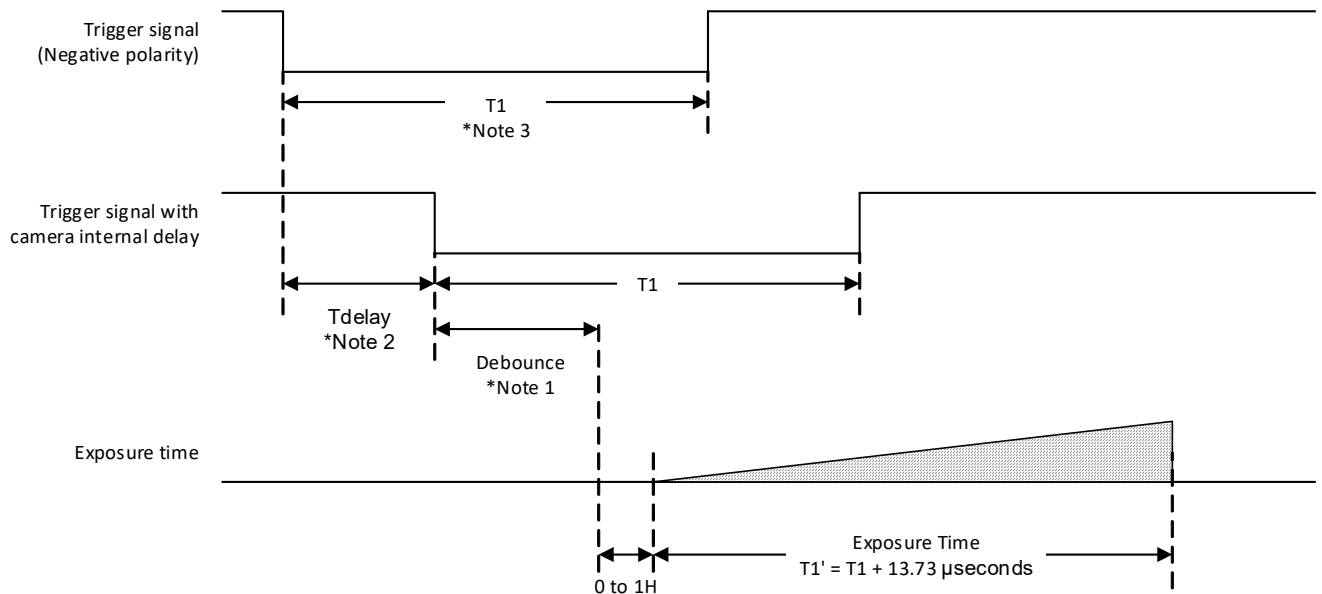 Trigger signal
(Negative polarity)
T1
*Note 3
Trigger signal with
camera internal delay
T1
Tdelay
*Note 2
Debounce
*Note 1
Exposure time
Exposure Time
T1' = T1 + 13.73 μseconds
0 to 1H